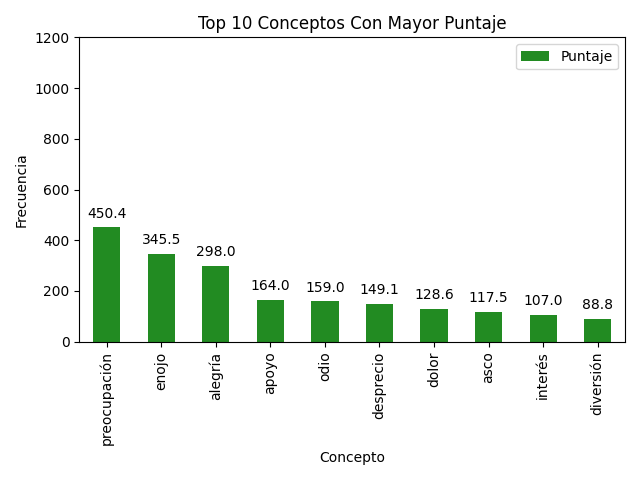 Top 10 Conceptos Con Mayor Puntaje
Puntaje
Frecuencia
1200
1000
800
600
400
200
0
450.4
345.5
298.0
164.0
159.0
149.1
128.6
117.5
107.0
88.8
preocupación
enojo
alegría
apoyo
odio
desprecio
dolor
asco
interés
diversión
Concepto